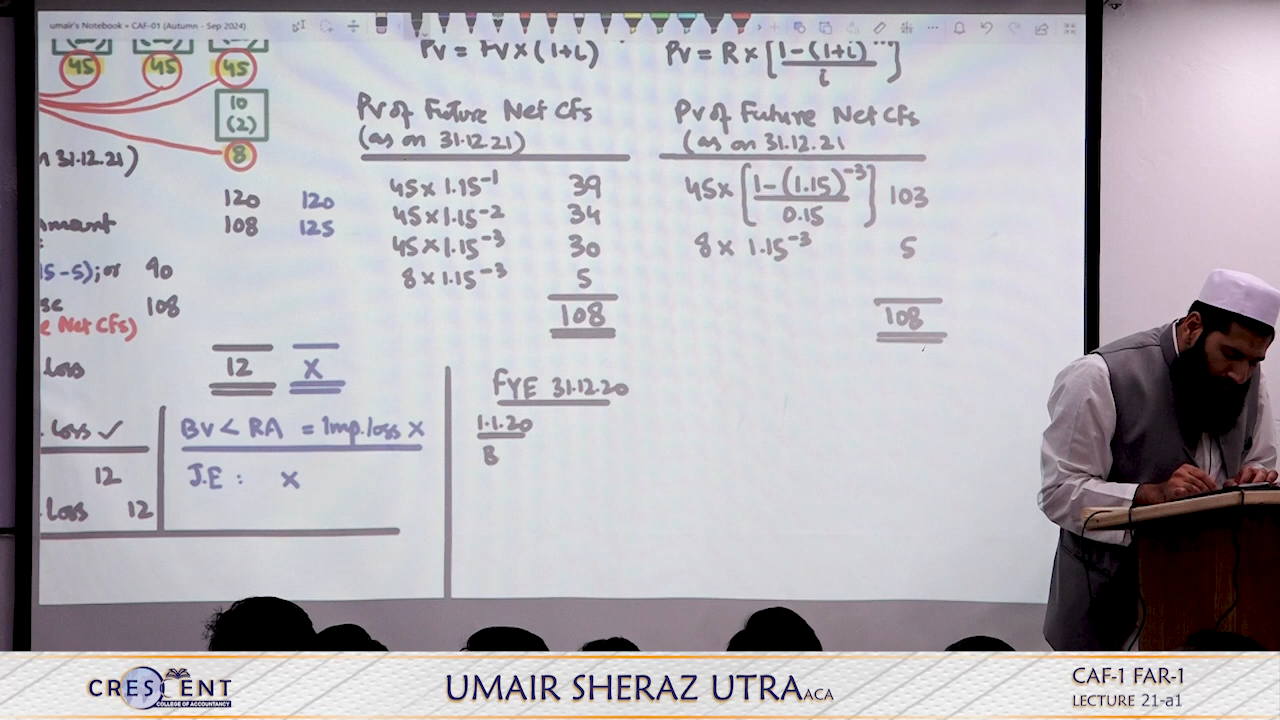 umair's Notebook » CAF-01 (Autumn - Sep 2024)
45 45 45
10
(2)
8
31.12.21)
120 120
108 125
15-5); or 90
108
e Net CFs)
loss 12 X
Loss ✓
12
Loss 12
BV < RA = Imp. loss X
J.E : X
PV = FV × (1+i)
PV of Future Net CFs
(as on 31.12.21)
45 × 1.15⁻¹ 39
45 × 1.15⁻² 34
45 × 1.15⁻³ 30
8 × 1.15⁻³ 5
108
PV = R × [1-(1+i) / i]
PV of Future Net CFs
(as on 31.12.21
45 × [1-(1.15)⁻³ / 0.15] 103
8 × 1.15⁻³ 5
108
FYE 31.12.20
1.1.20
B
CRESCENT
COLLEGE OF ACCOUNTANCY
UMAIR SHERAZ UTRA ACA
CAF-1 FAR-1
LECTURE 21-a1